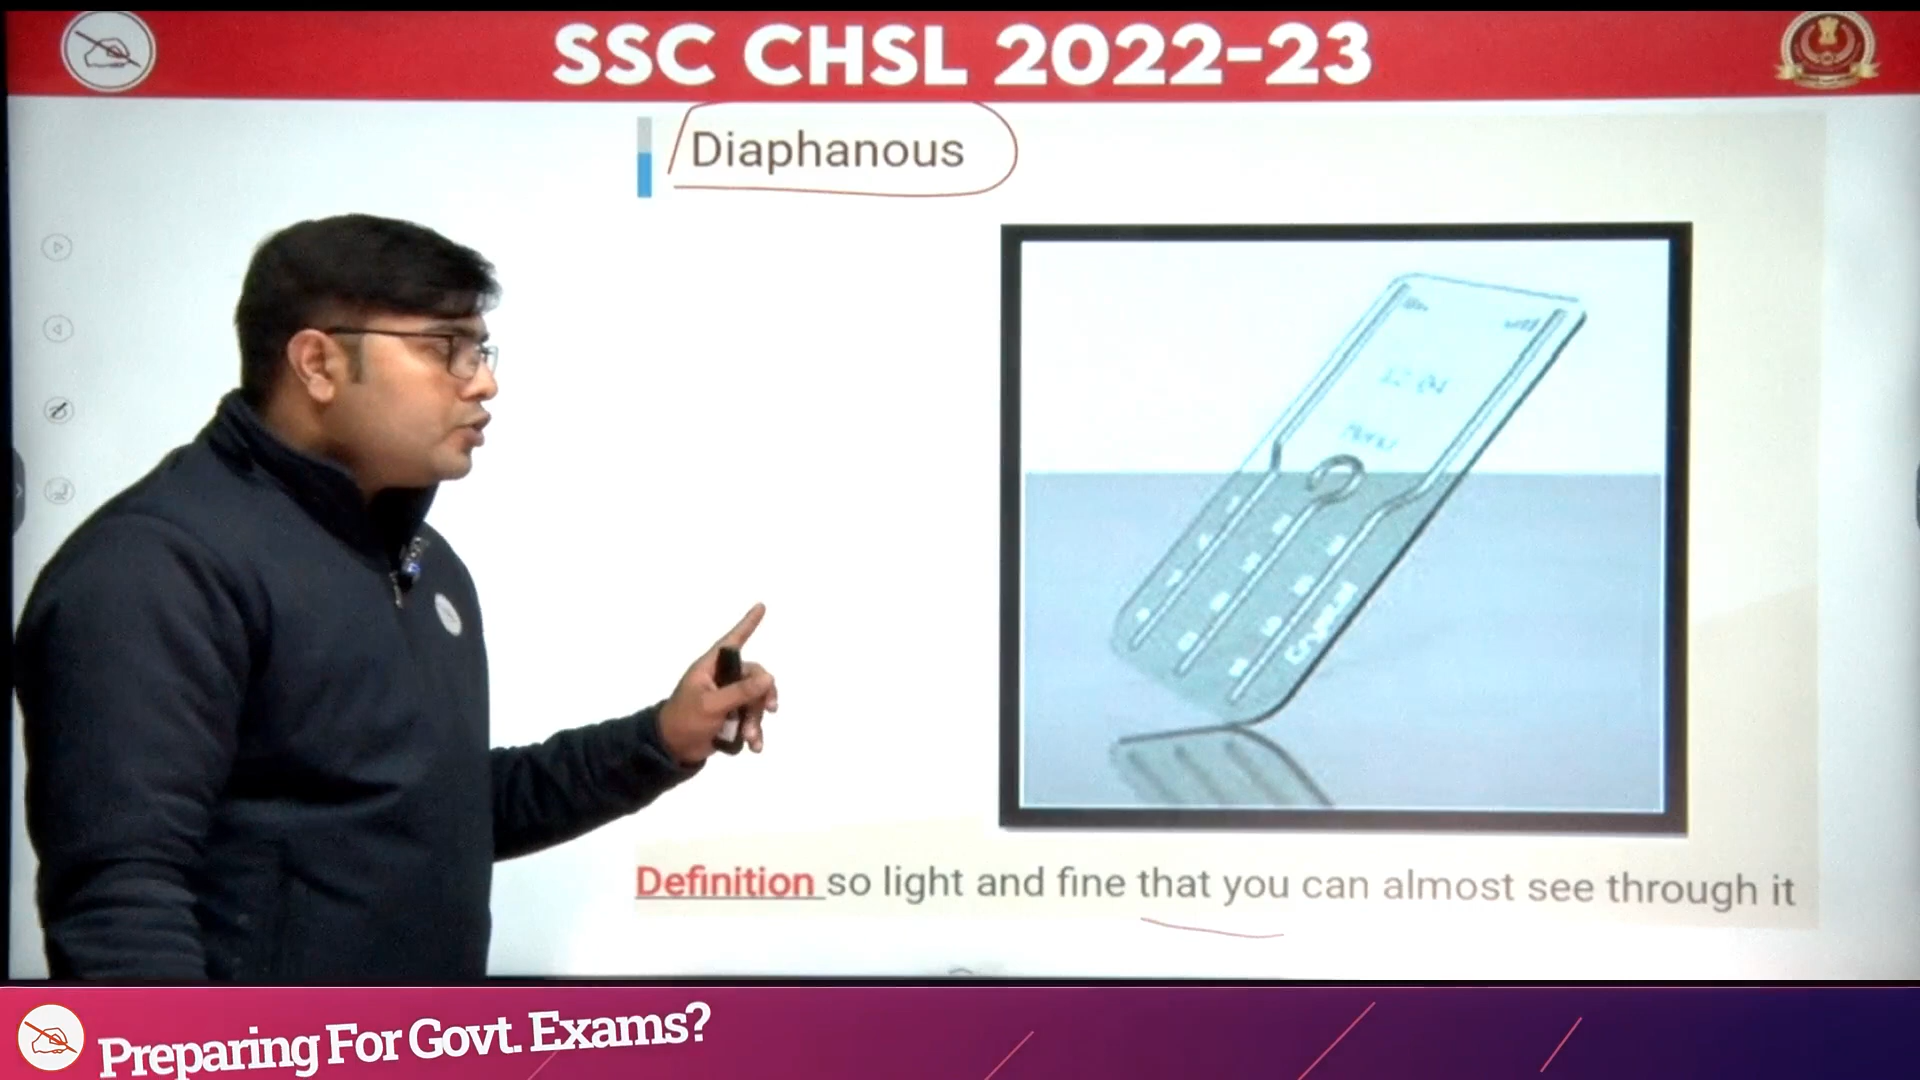 SSC CHSL 2022-23
Diaphanous
Definition so light and fine that you can almost see through it
Preparing For Govt. Exams?